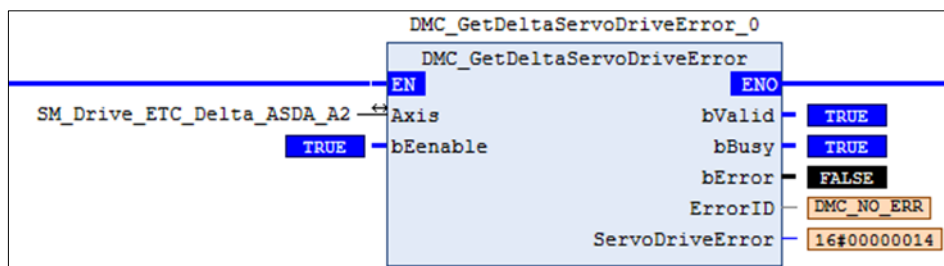 DMC_GetDeltaServoDriveError_0
DMC_GetDeltaServoDriveError
EN ENO
SM_Drive_ETC_Delta_ASDA_A2 Axis bValid TRUE
TRUE bEenable bBusy TRUE
bError FALSE
ErrorID DMC_NO_ERR
ServoDriveError 16#00000014